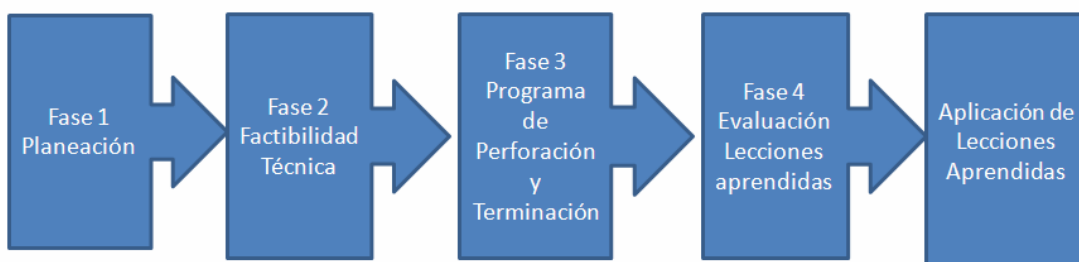 Fase 1
Planeación
Fase 2
Factibilidad
Técnica
Fase 3
Programa
de
Perforación
y
Terminación
Fase 4
Evaluación
Lecciones
aprendidas
Aplicación de
Lecciones
Aprendidas